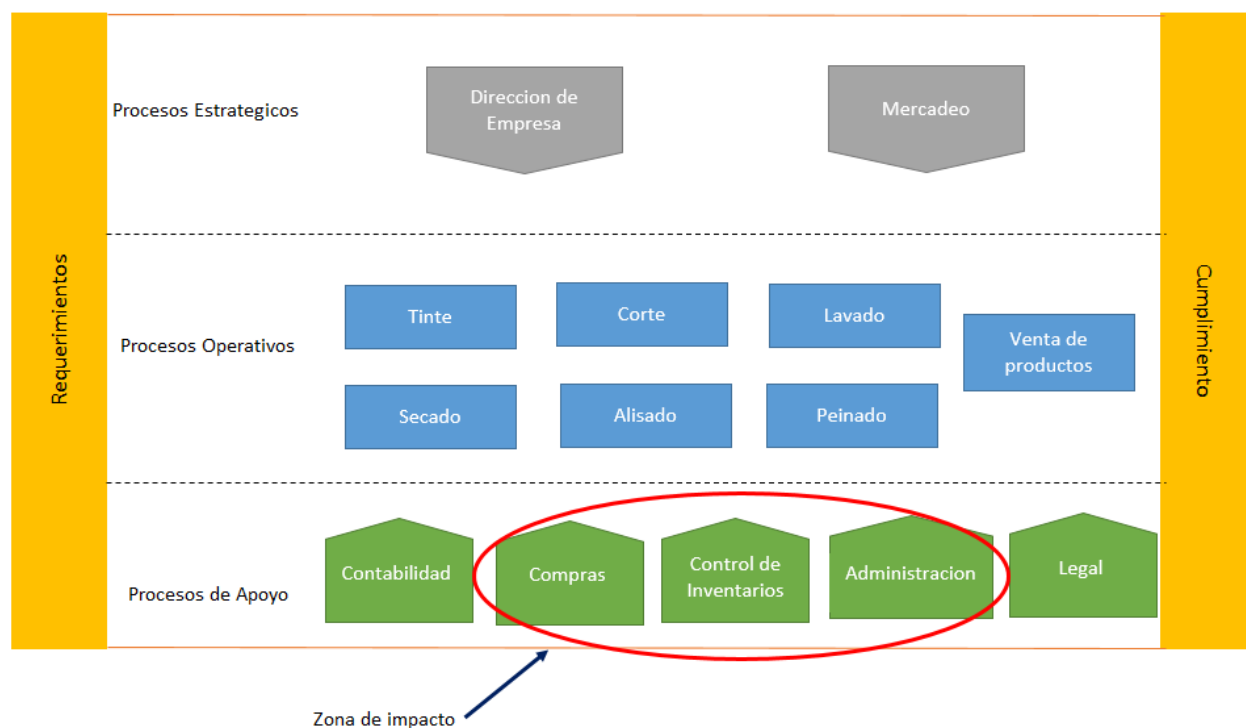 Requerimientos
Procesos Estrategicos
Direccion de
Empresa
Mercadeo
Procesos Operativos
Tinte
Corte
Lavado
Venta de
productos
Secado
Alisado
Peinado
Procesos de Apoyo
Contabilidad
Compras
Control de
Inventarios
Administracion
Legal
Cumplimiento
Zona de impacto